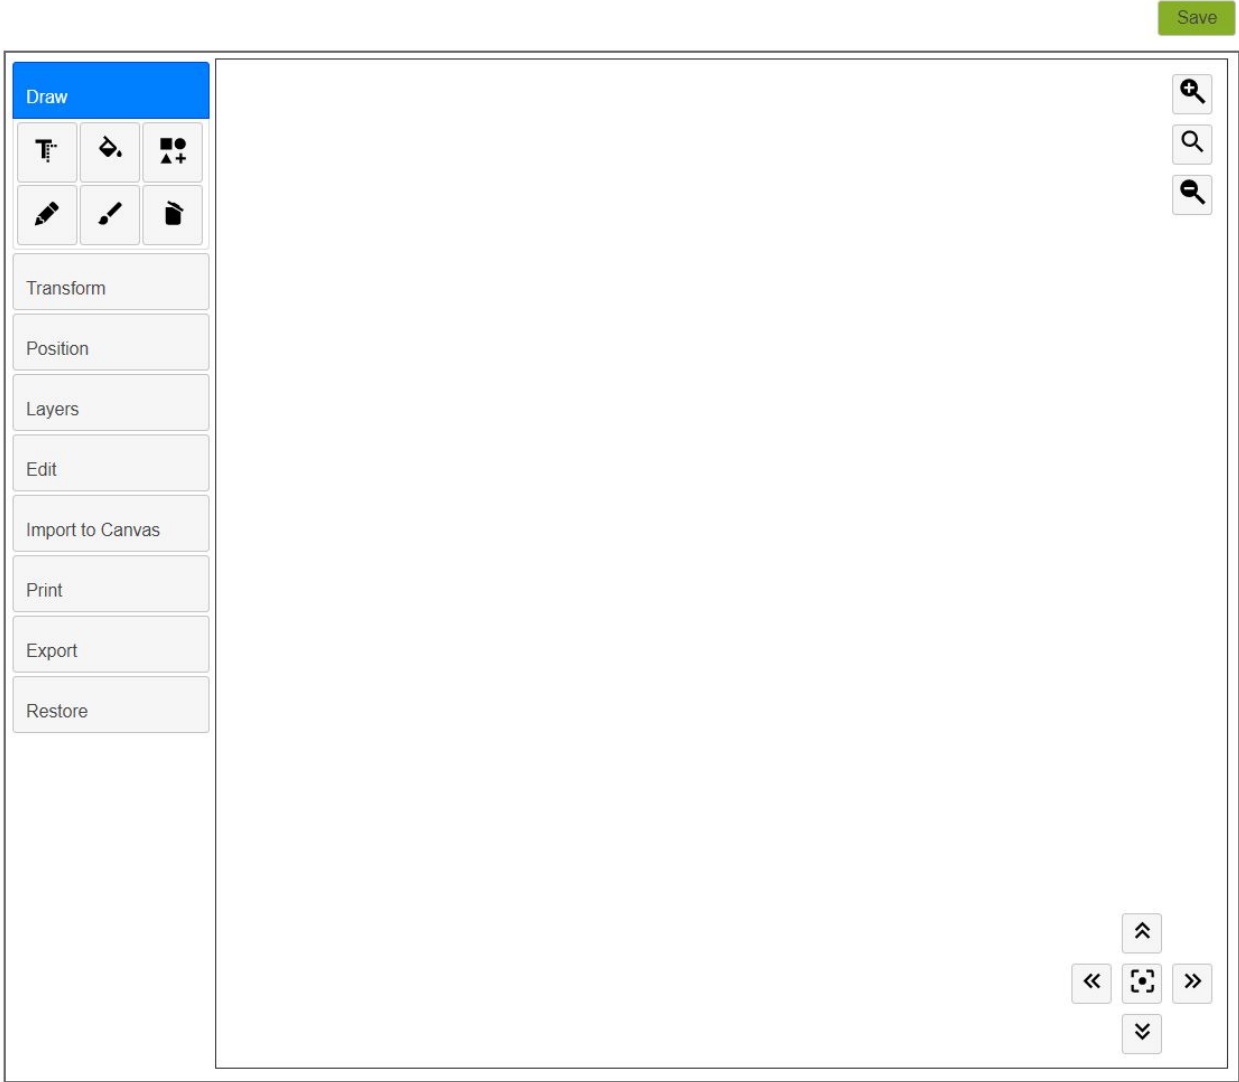 Save
Draw
Transform
Position
Layers
Edit
Import to Canvas
Print
Export
Restore